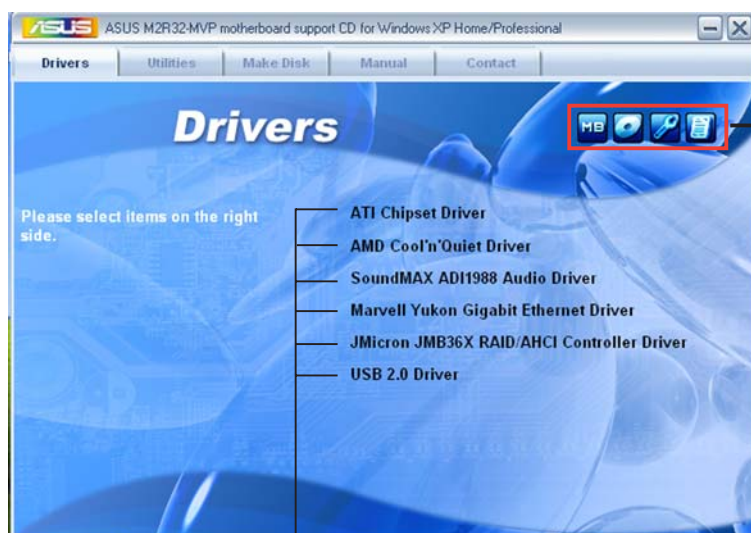 ASUS ASUS M2R32-MVP motherboard support CD for Windows XP Home/Professional
Drivers Utilities Make Disk Manual Contact
Drivers
MB
Please select items on the right
side.
ATI Chipset Driver
AMD Cool'n'Quiet Driver
SoundMAX ADI1988 Audio Driver
Marvell Yukon Gigabit Ethernet Driver
JMicron JMB36X RAID/AHCI Controller Driver
USB 2.0 Driver